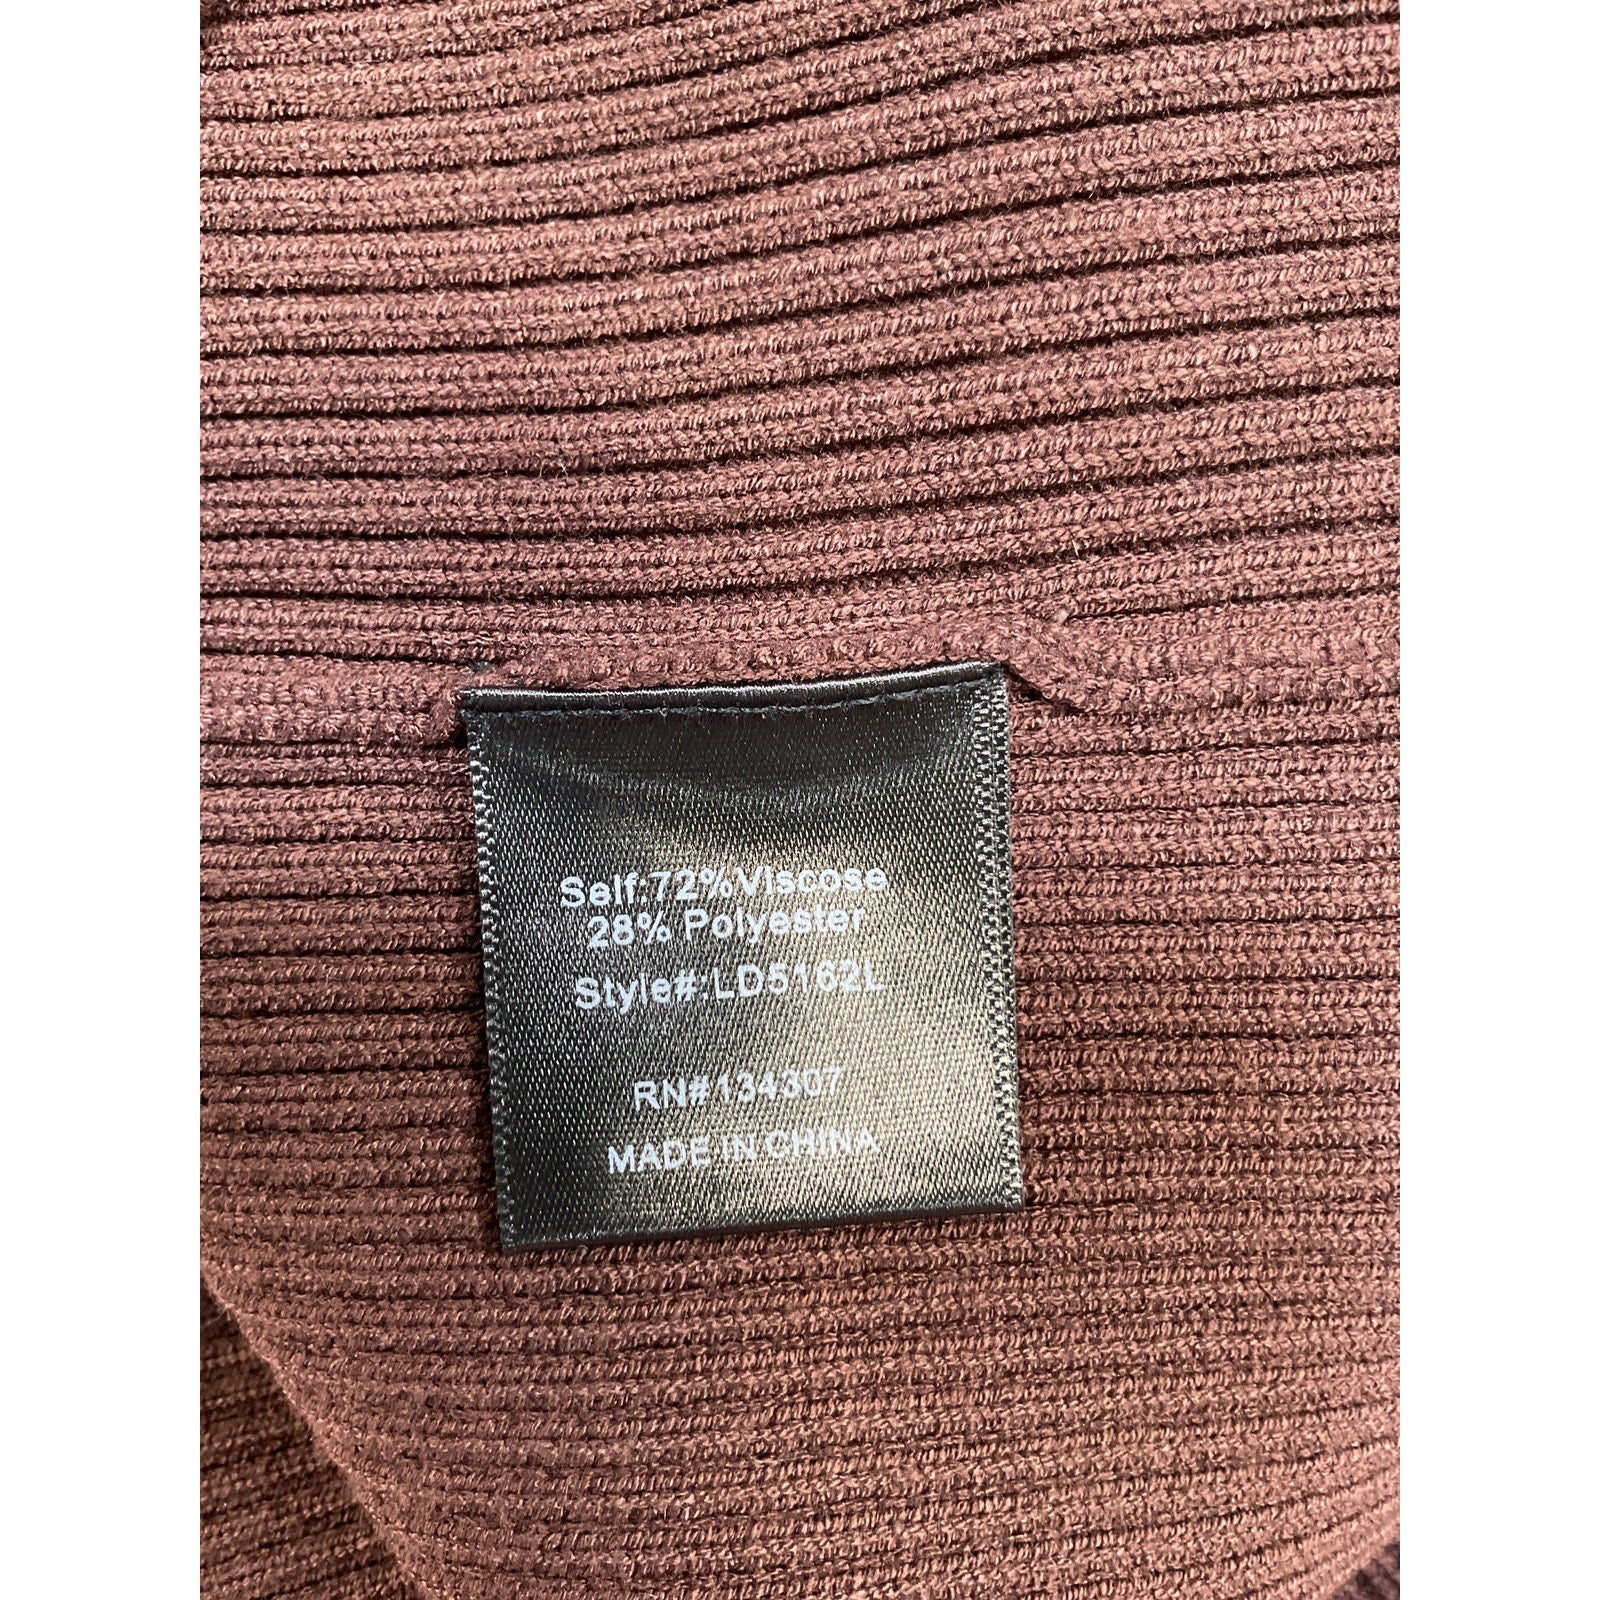 Self:72%Viscose
28% Polyester
Style#:LD5162L
RN#134307
MADE IN CHINA